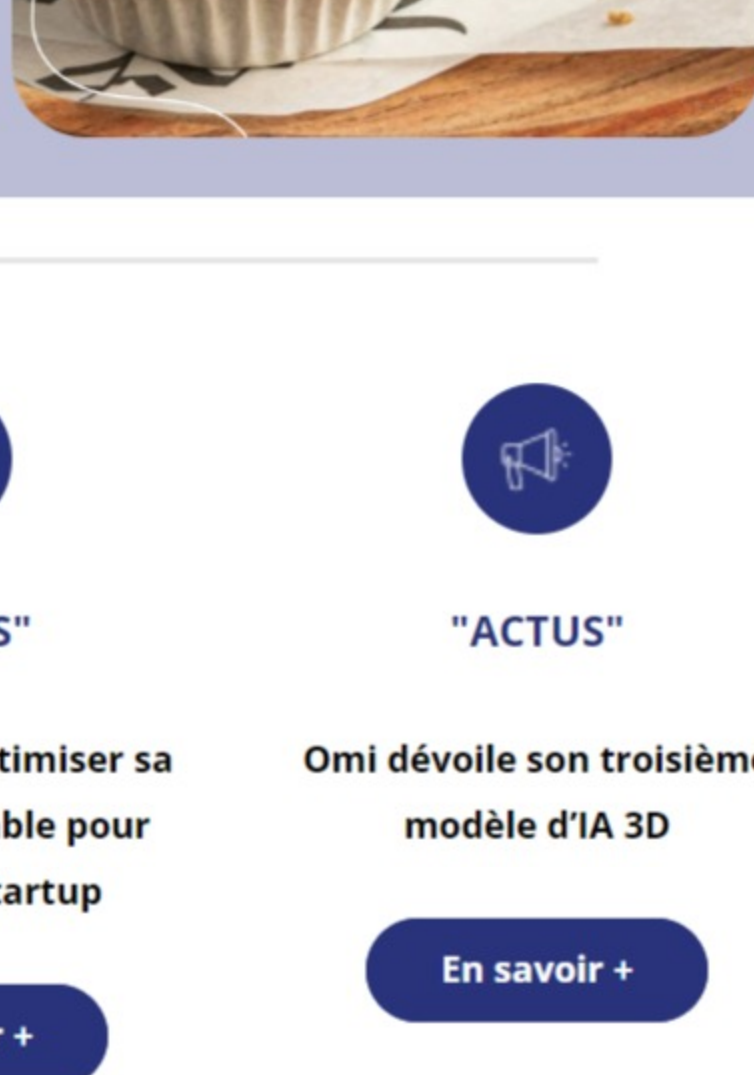 S"
timiser sa
ble pour
tartup
+
"ACTUS"
Omi dévoile son troisième
modèle d’IA 3D
En savoir +